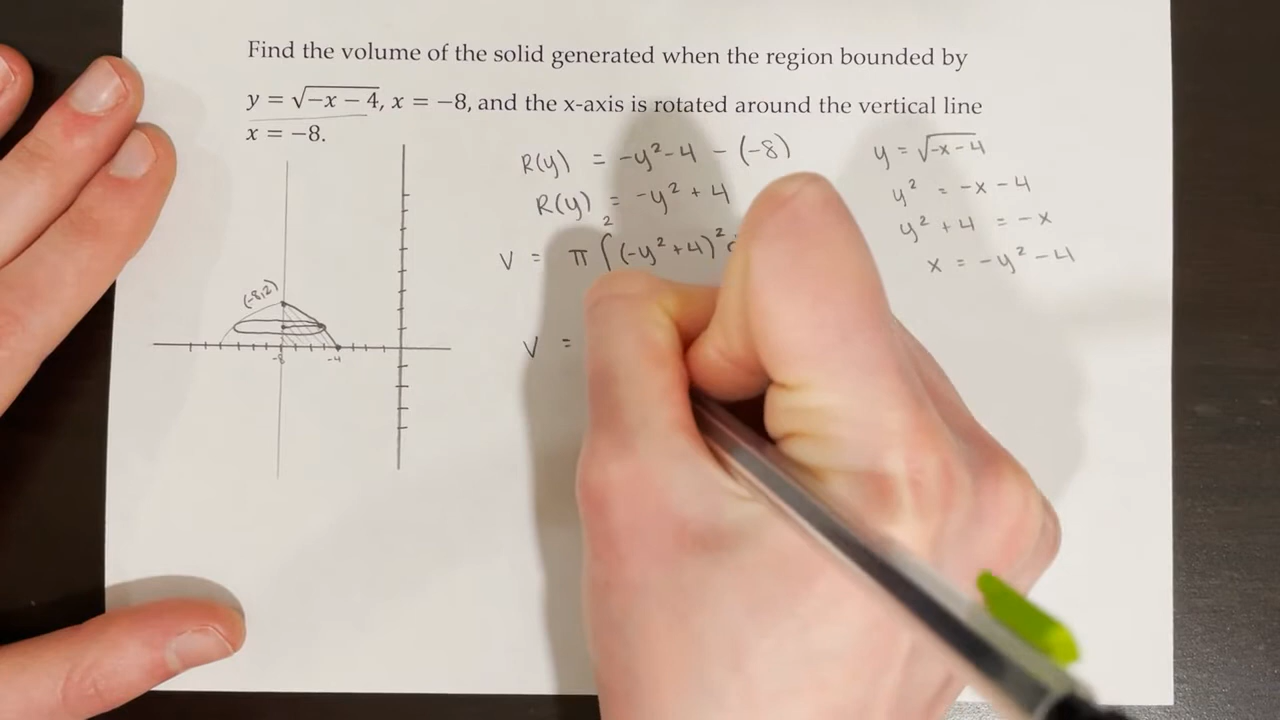 Find the volume of the solid generated when the region bounded by
y = √−x − 4, x = −8, and the x-axis is rotated around the vertical line
x = −8.
R(y) = -y² - 4 - (-8)
R(y) = -y² + 4
2
V = π ∫(-y² + 4)²
V =
y = √-x - 4
y² = -x - 4
y² + 4 = -x
x = -y² - 4
(-8,2)
-8 -4